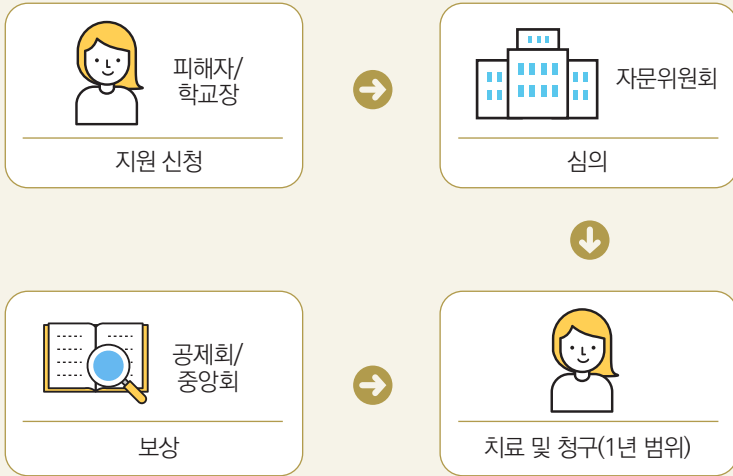 피해자/
학교장
지원 신청
자문위원회
심의
공제회/
중앙회
보상
치료 및 청구(1년 범위)